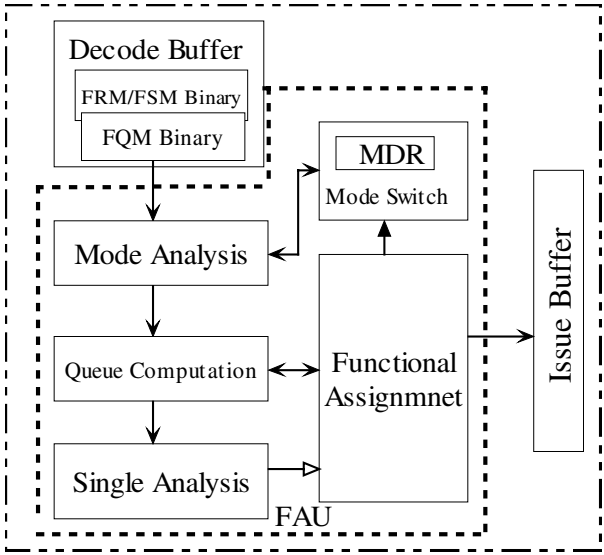 Decode Buffer
FRM/FSM Binary
FQM Binary
MDR
Mode Switch
Mode Analysis
Queue Computation
Functional
Assignmnet
Single Analysis
FAU
Issue Buffer